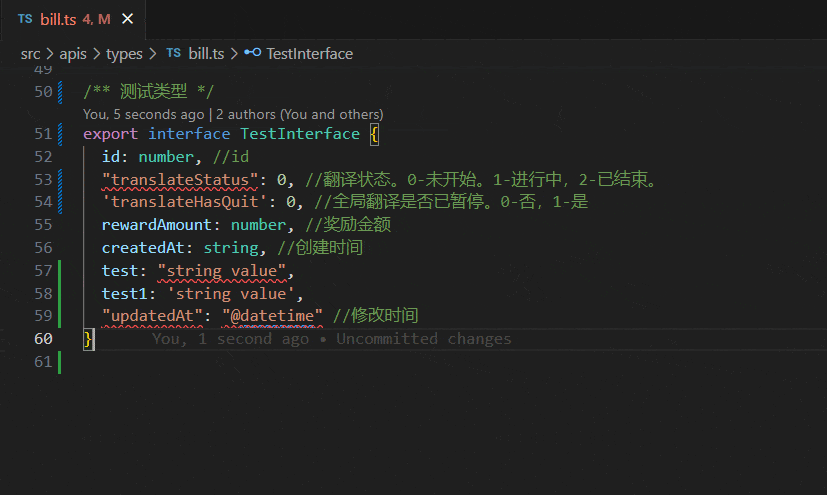 TS bill.ts 4, M ×
src > apis > types > TS bill.ts > TestInterface
49
50 /** 测试类型 */
You, 5 seconds ago | 2 authors (You and others)
51 export interface TestInterface {
52 id: number, //id
53 "translateStatus": 0, //翻译状态。0-未开始。1-进行中，2-已结束。
54 'translateHasQuit': 0, //全局翻译是否已暂停。0-否，1-是
55 rewardAmount: number, //奖励金额
56 createdAt: string, //创建时间
57 test: "string value",
58 test1: 'string value',
59 "updatedAt": "@datetime" //修改时间
60 } You, 1 second ago • Uncommitted changes
61